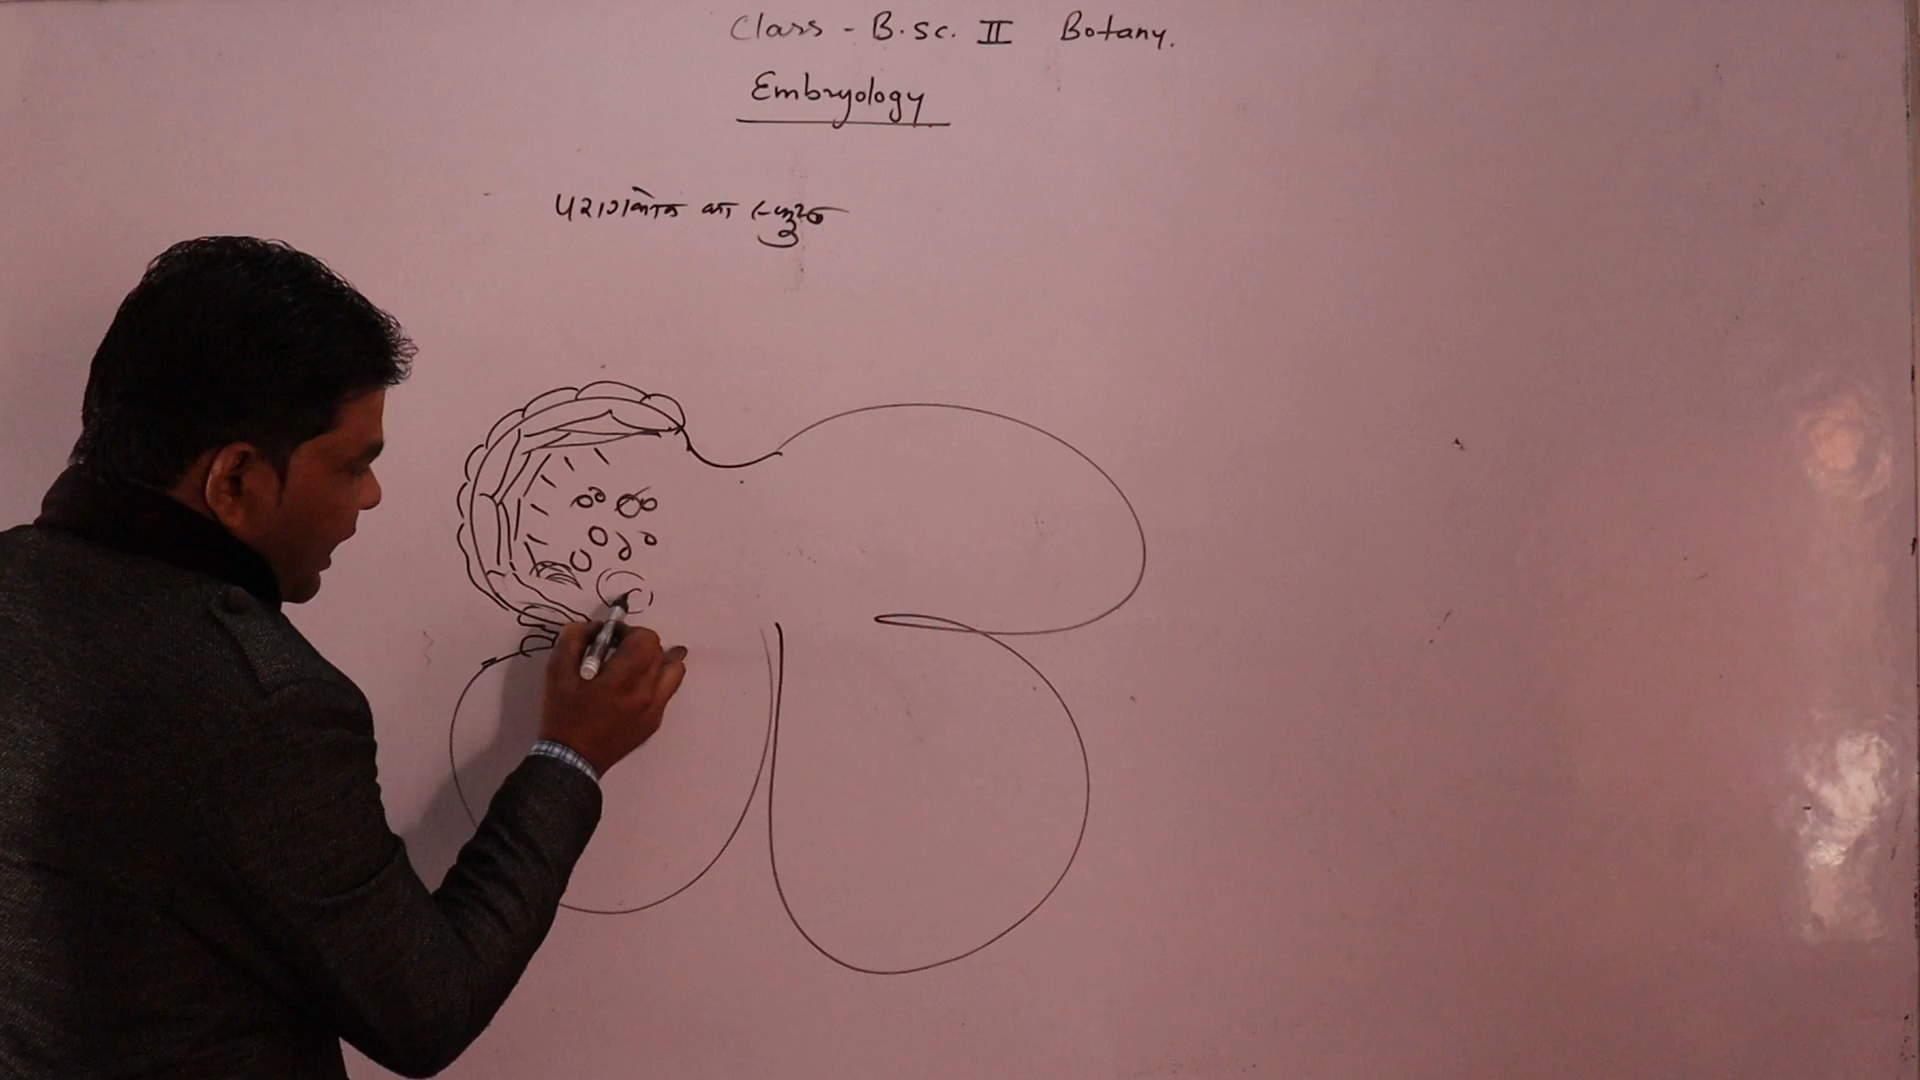 Class - B.Sc. II Botany.
Embryology
परागकोष का स्फुटन